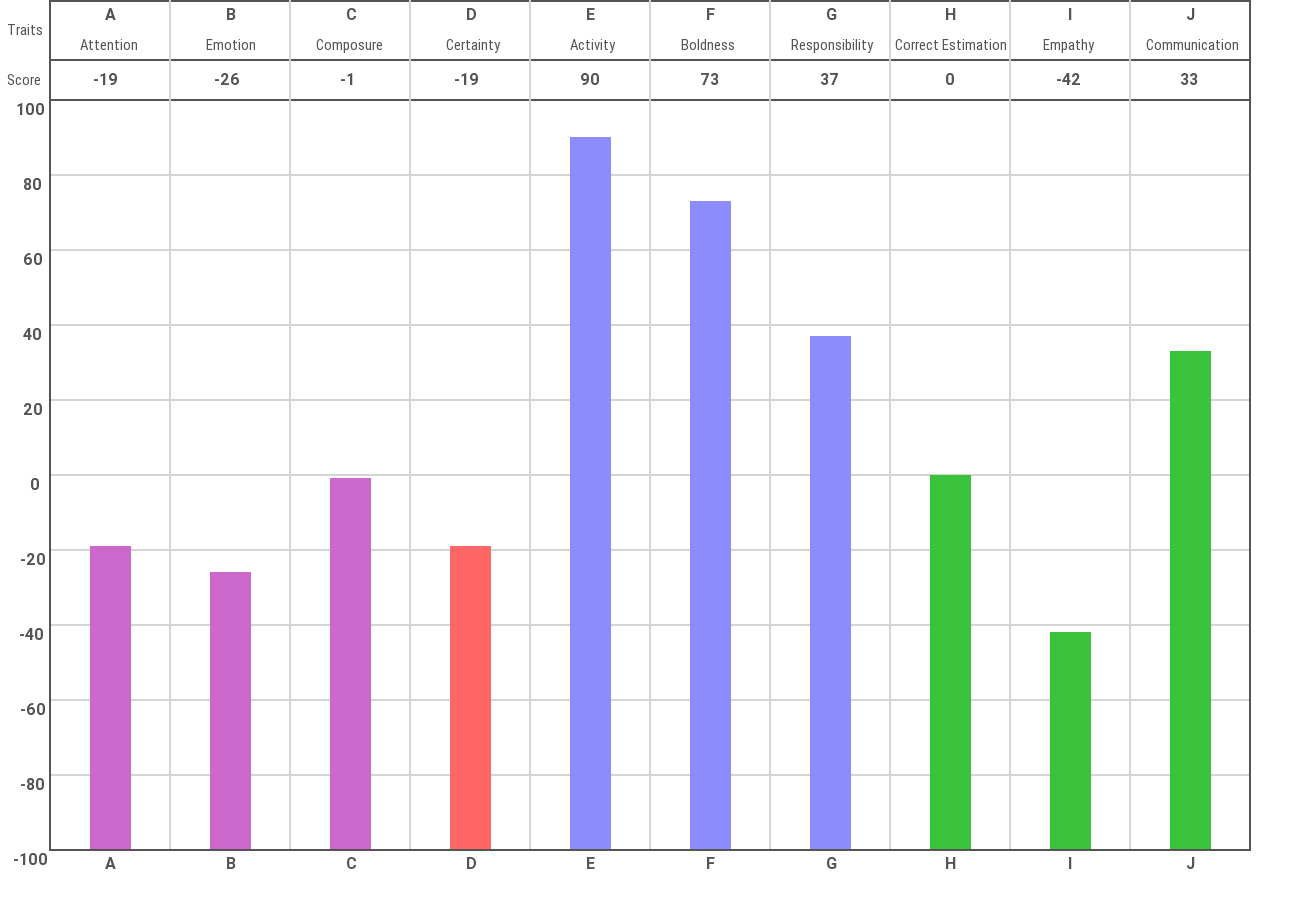 A B C D E F G H I J
Traits
Attention Emotion Composure Certainty Activity Boldness Responsibility Correct Estimation Empathy Communication
Score -19 -26 -1 -19 90 73 37 0 -42 33
100
80
60
40
20
0
-20
-40
-60
-80
-100
A B C D E F G H I J